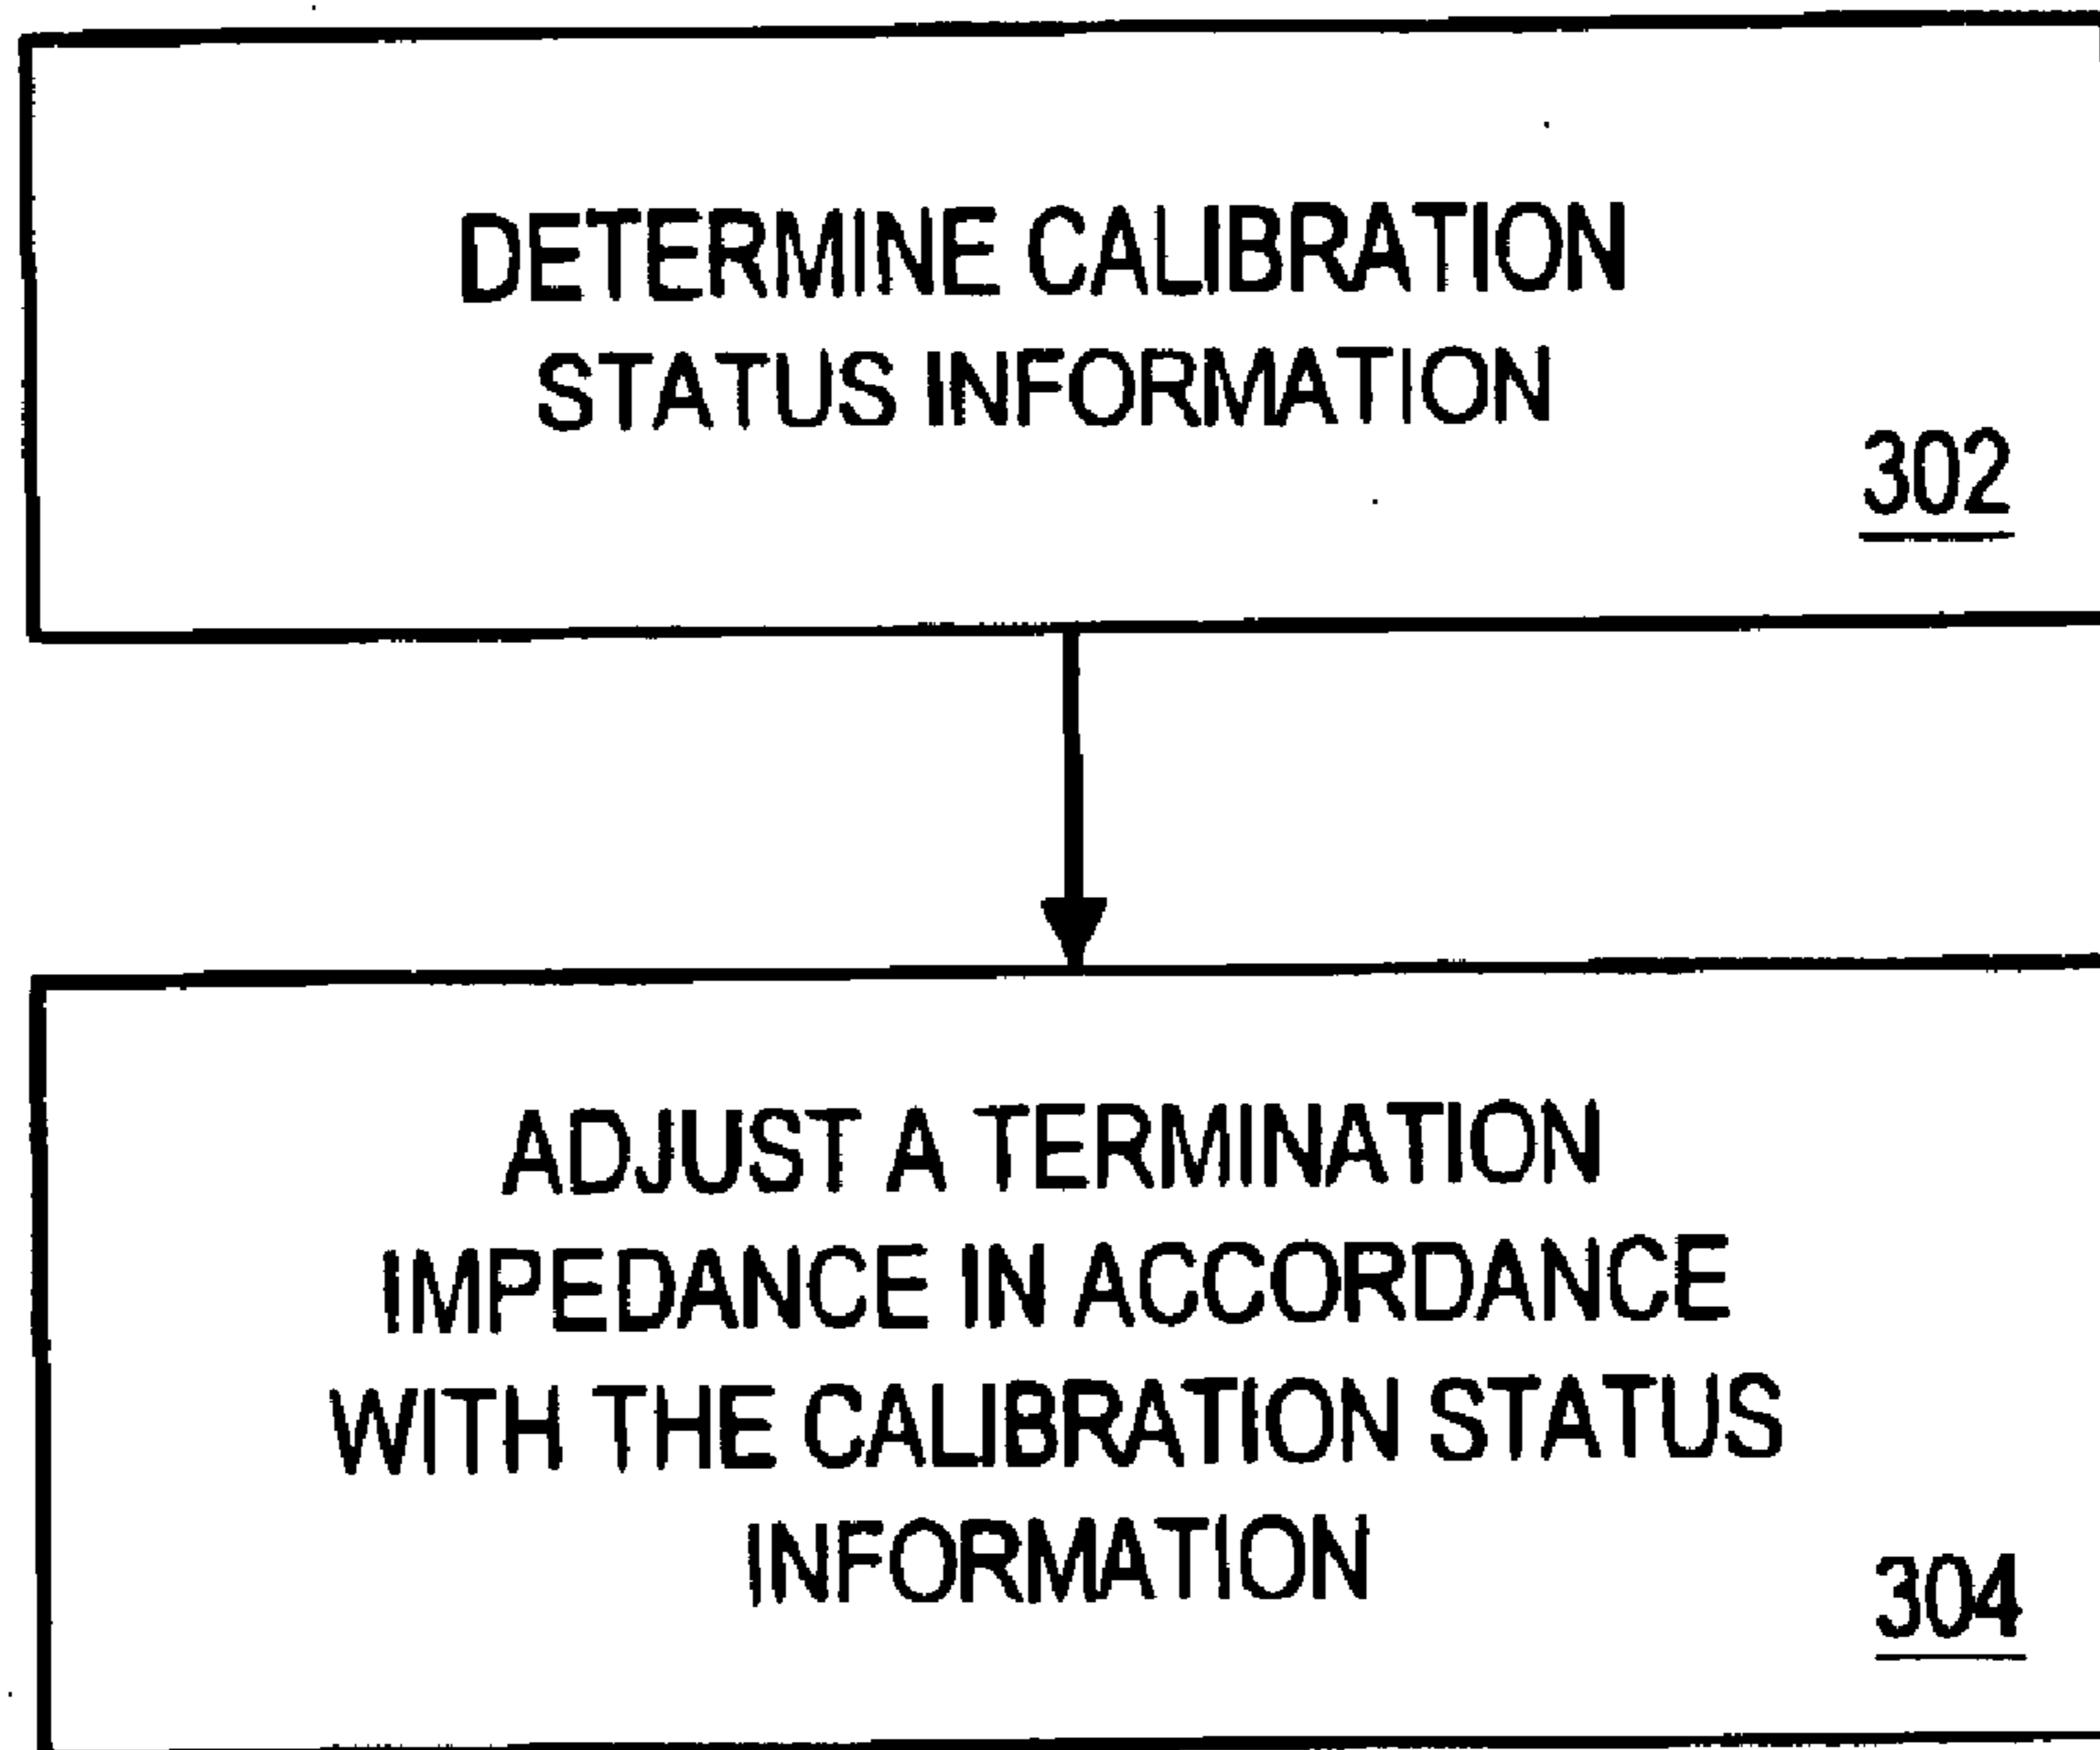 DETERMINE CALIBRATION
STATUS INFORMATION
302
ADJUST A TERMINATION
IMPEDANCE IN ACCORDANCE
WITH THE CALIBRATION STATUS
INFORMATION
304